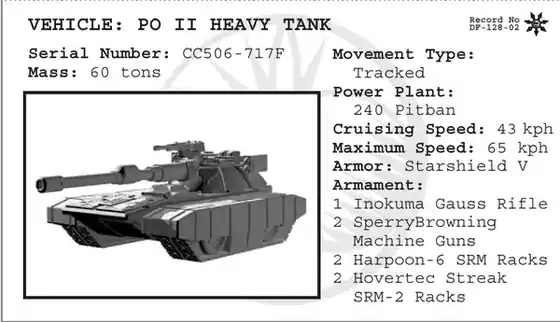 VEHICLE: PO II HEAVY TANK
Record No
DF-128-02
Serial Number: CC506-717F
Mass: 60 tons
Movement Type:
Tracked
Power Plant:
240 Pitban
Cruising Speed: 43 kph
Maximum Speed: 65 kph
Armor: Starshield V
Armament:
1 Inokuma Gauss Rifle
2 SperryBrowning
Machine Guns
2 Harpoon-6 SRM Racks
2 Hovertec Streak
SRM-2 Racks